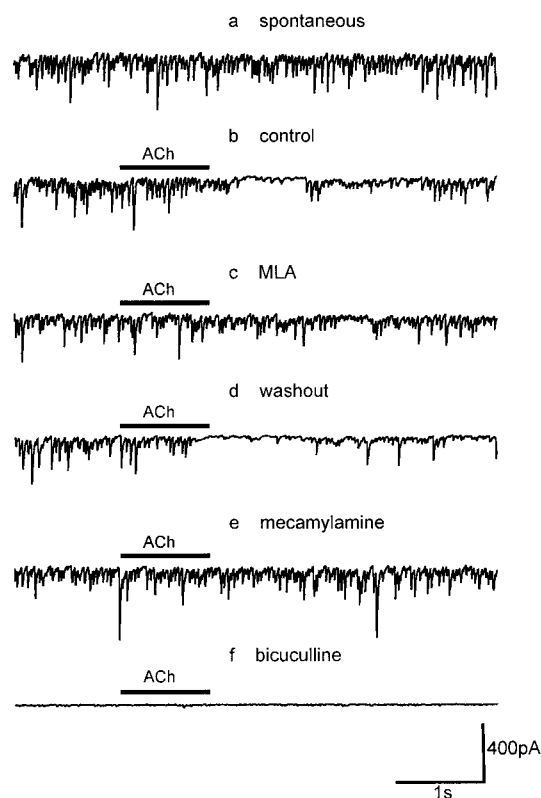 a spontaneous
b control
ACh
c MLA
ACh
d washout
ACh
e mecamylamine
ACh
f bicuculline
ACh
400pA
1s